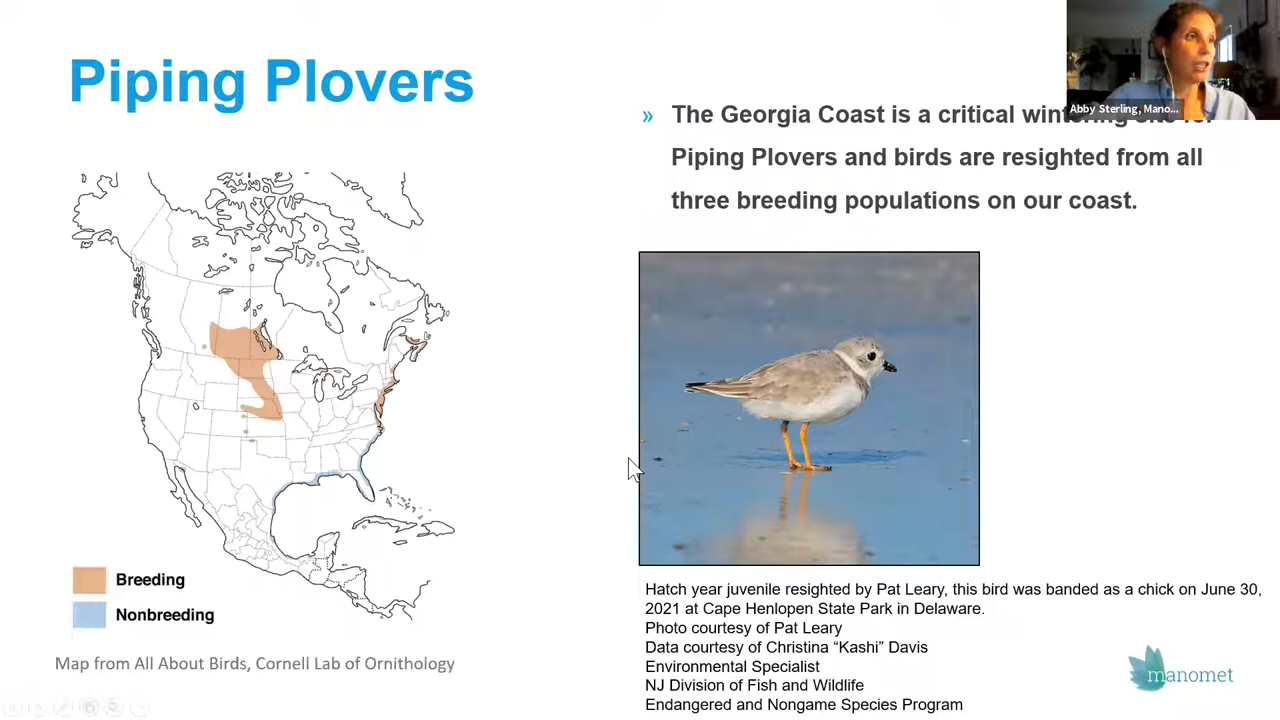 Piping Plovers
Abby Sterling, Mano...
» The Georgia Coast is a critical wintering site for
Piping Plovers and birds are resighted from all
three breeding populations on our coast.
Breeding
Nonbreeding
Map from All About Birds, Cornell Lab of Ornithology
Hatch year juvenile resighted by Pat Leary, this bird was banded as a chick on June 30,
2021 at Cape Henlopen State Park in Delaware.
Photo courtesy of Pat Leary
Data courtesy of Christina “Kashi” Davis
Environmental Specialist
NJ Division of Fish and Wildlife
Endangered and Nongame Species Program
manomet